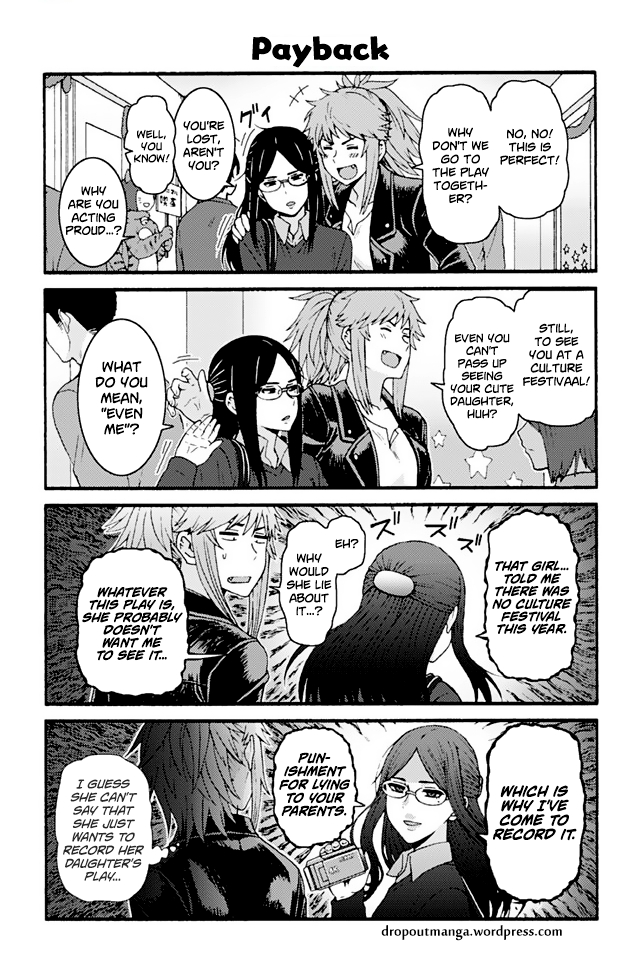 Payback
NO, NO!
THIS IS
PERFECT!
WHY
DON'T WE
GO TO
THE PLAY
TOGETH-
ER?
グイ
YOU'RE
LOST,
AREN'T
YOU?
WELL,
YOU
KNOW!
WHY
ARE YOU
ACTING
PROUD...?
STILL,
TO SEE
YOU AT A
CULTURE
FESTIVAAL!
EVEN YOU
CAN'T
PASS UP
SEEING
YOUR CUTE
DAUGHTER,
HUH?
WHAT
DO YOU
MEAN,
"EVEN
ME"?
THAT GIRL...
TOLD ME
THERE WAS
NO CULTURE
FESTIVAL
THIS YEAR.
ズズ
EH?
WHY
WOULD
SHE LIE
ABOUT
IT...?
WHATEVER
THIS PLAY IS,
SHE PROBABLY
DOESN'T
WANT ME
TO SEE IT...
WHICH IS
WHY I'VE
COME TO
RECORD IT.
PUN-
ISHMENT
FOR LYING
TO YOUR
PARENTS.
I GUESS
SHE CAN'T
SAY THAT
SHE JUST
WANTS TO
RECORD HER
DAUGHTER'S
PLAY...
dropoutmanga.wordpress.com